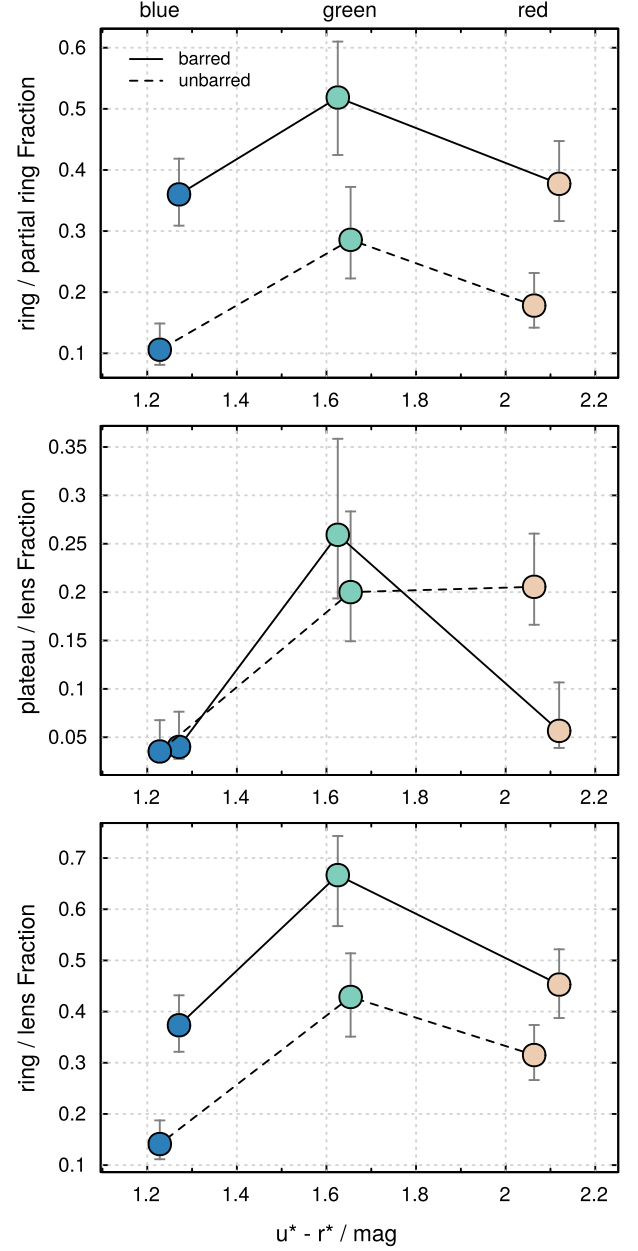 blue green red
ring / partial ring Fraction
0.6
0.5
0.4
0.3
0.2
0.1
barred
unbarred
1.2 1.4 1.6 1.8 2 2.2
plateau / lens Fraction
0.35
0.3
0.25
0.2
0.15
0.1
0.05
1.2 1.4 1.6 1.8 2 2.2
ring / lens Fraction
0.7
0.6
0.5
0.4
0.3
0.2
0.1
1.2 1.4 1.6 1.8 2 2.2
u* - r* / mag